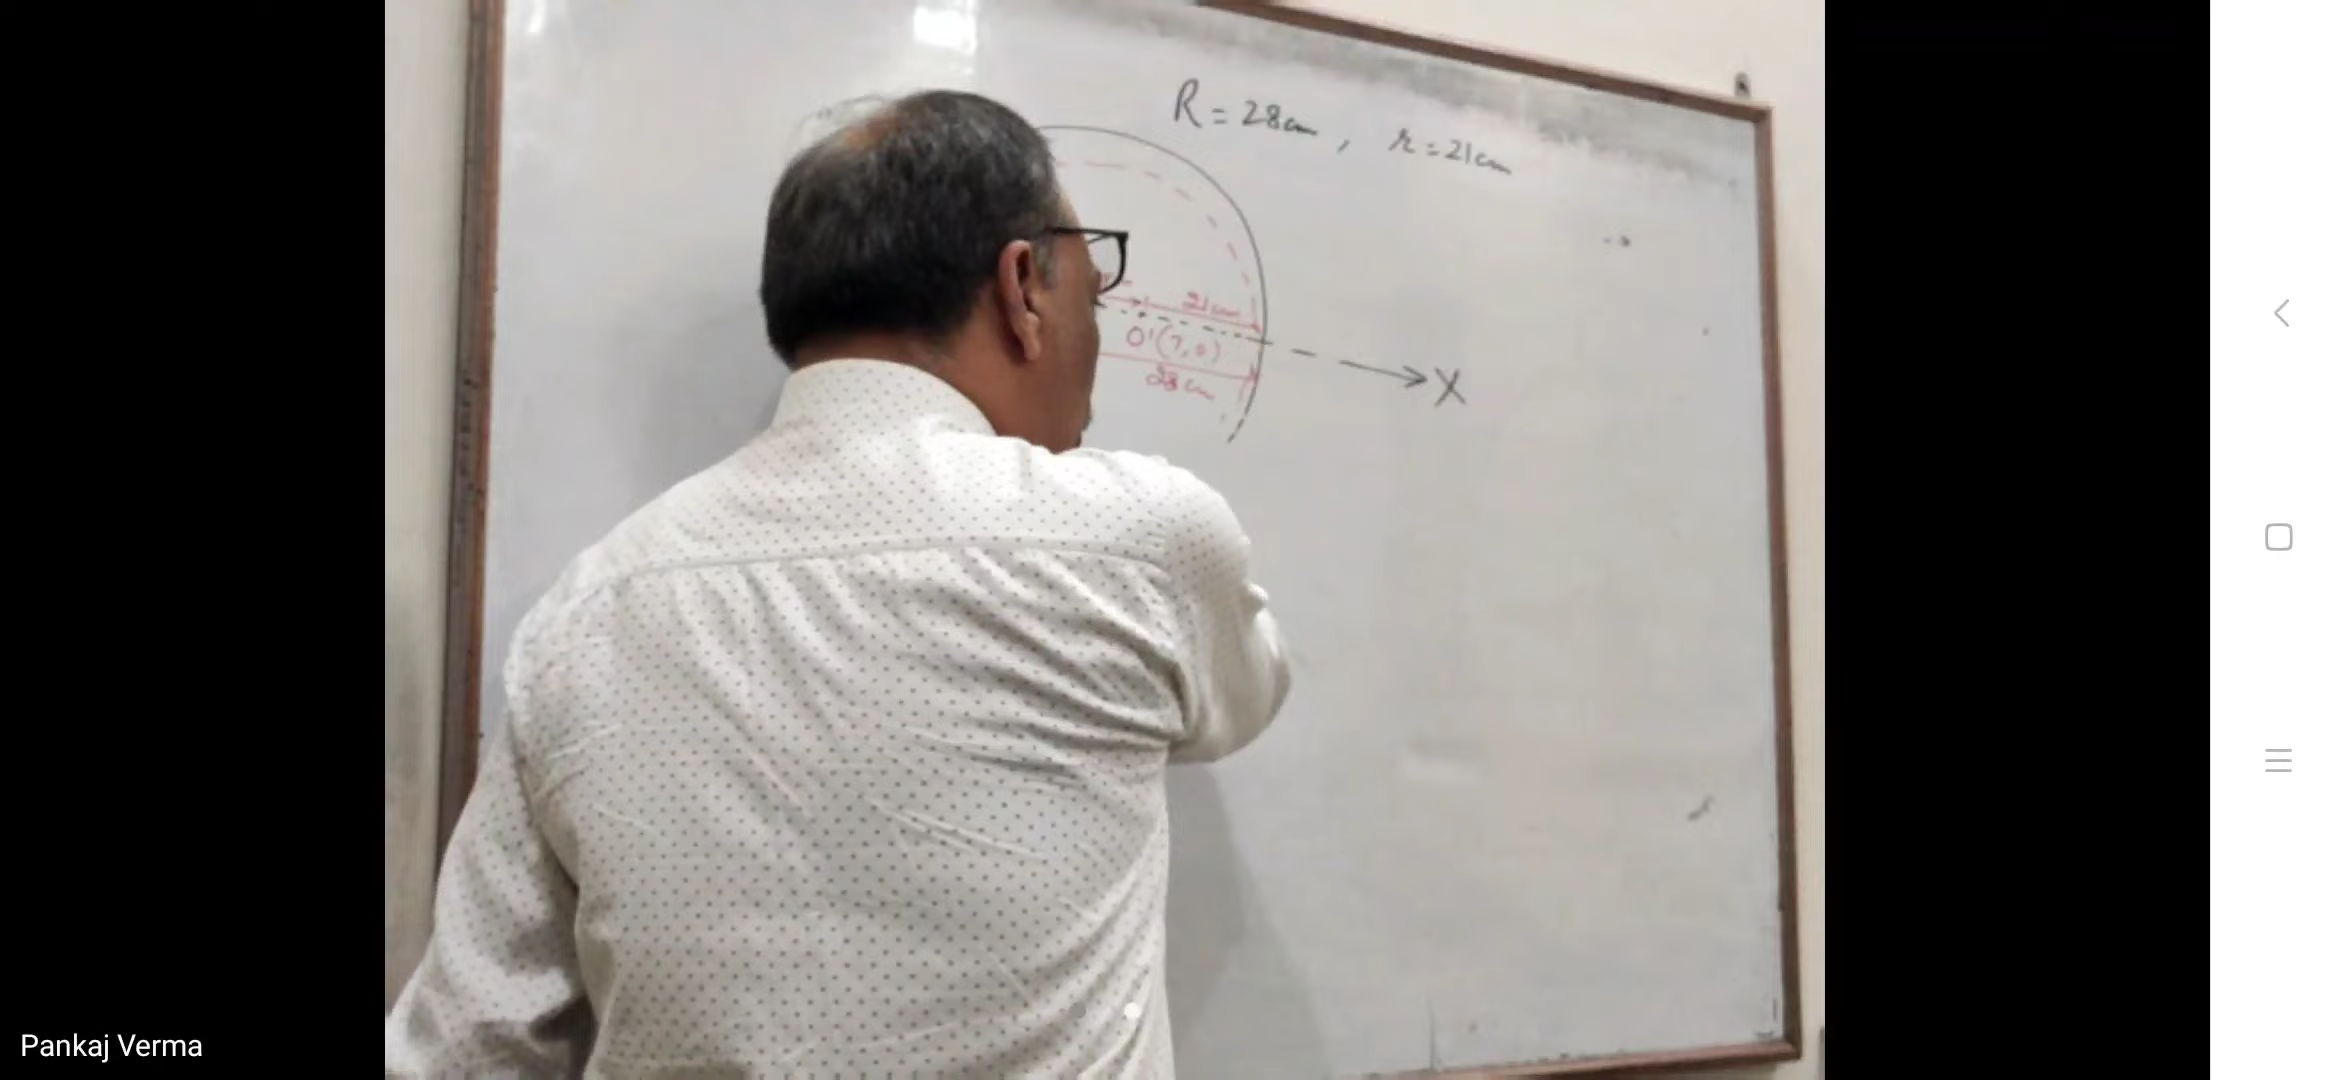 R = 28cm , r = 21cm
21cm
O'(7,0)
28cm
X
Pankaj Verma